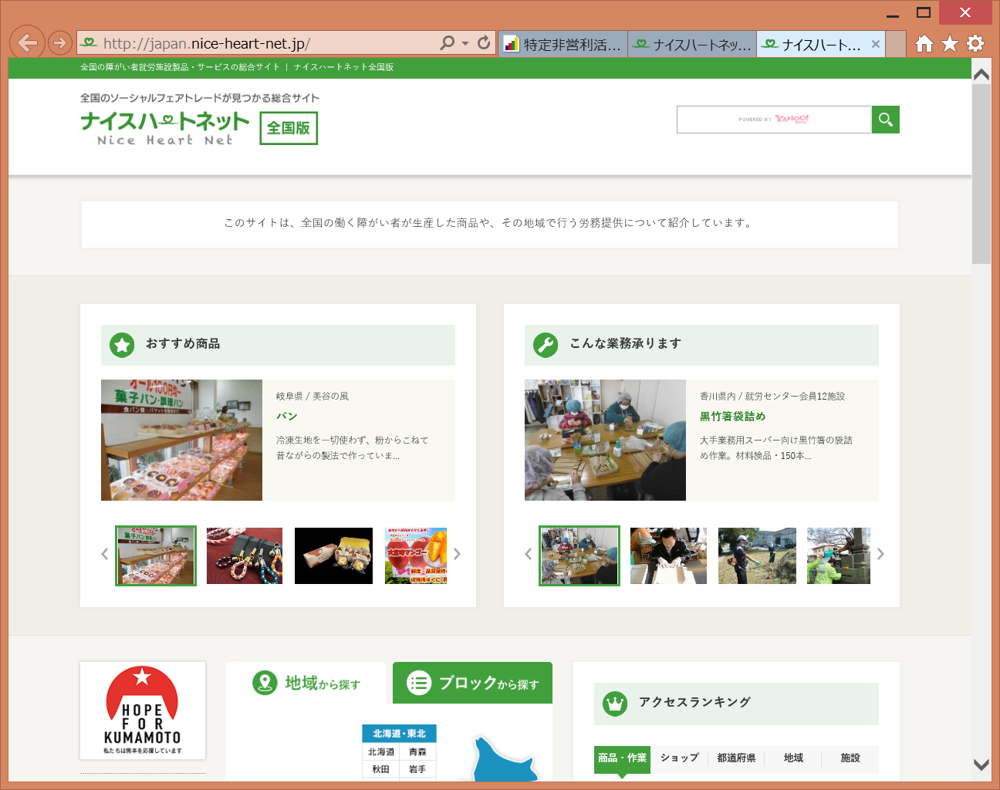 http://japan.nice-heart-net.jp/
特定非営利活...
ナイスハートネッ...
ナイスハート...
全国の障がい者就労施設製品・サービスの総合サイト | ナイスハートネット全国版
全国のソーシャルフェアトレードが見つかる総合サイト
ナイスハートネット
全国版
Nice Heart Net
POWERED BY YAHOO!
このサイトは、全国の働く障がい者が生産した商品や、その地域で行う労務提供について紹介しています。
おすすめ商品
オール100円均一
菓子パン・調理パン
岐阜県 / 美谷の風
パン
冷凍生地を一切使わず、粉からこねて
昔ながらの製法で作っていま...
こんな業務承ります
香川県内 / 就労センター会員12施設
黒竹箸袋詰め
大手業務用スーパー向け黒竹箸の袋詰
め作業。材料検品・150本...
HOPE
FOR
KUMAMOTO
私たちは熊本を応援しています
地域から探す
ブロックから探す
北海道・東北
北海道 青森
秋田 岩手
アクセスランキング
商品・作業 ショップ 都道府県 地域 施設